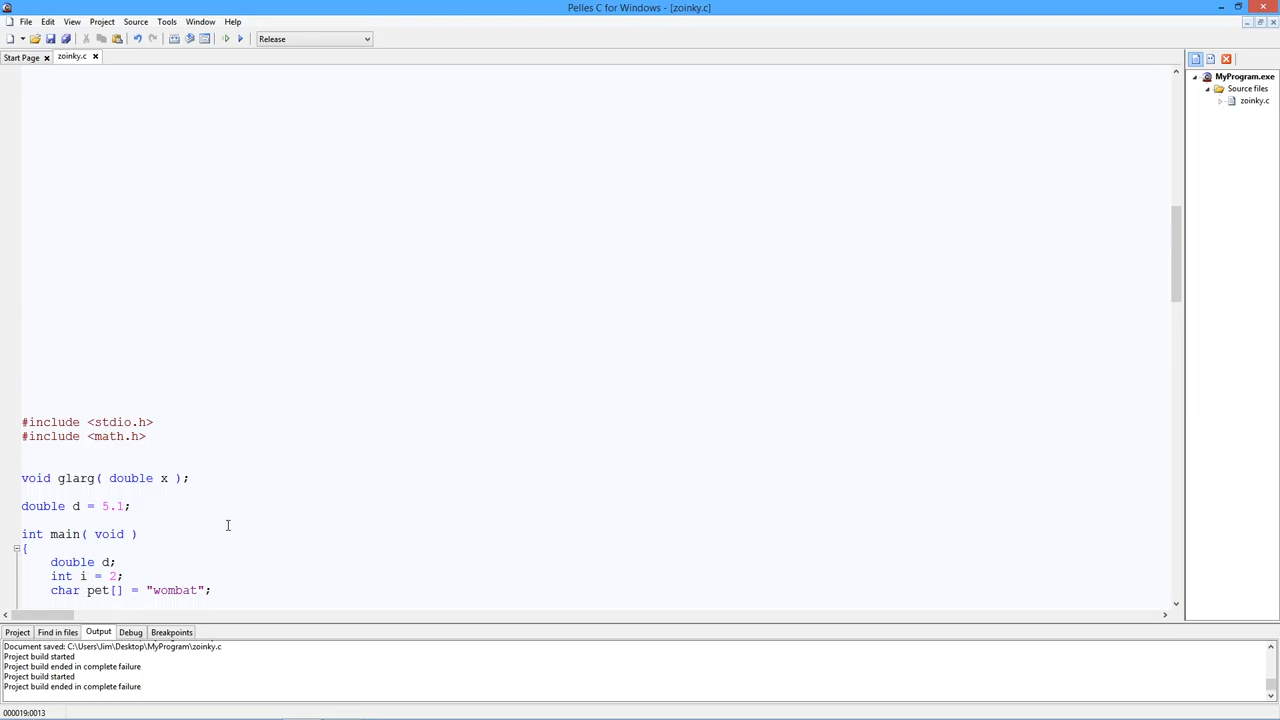 Pelles C for Windows - [zoinky.c]
File Edit View Project Source Tools Window Help
Release
Start Page zoinky.c
MyProgram.exe
Source files
zoinky.c
#include <stdio.h>
#include <math.h>
void glarg( double x );
double d = 5.1;
int main( void )
{
double d;
int i = 2;
char pet[] = "wombat";
Project Find in files Output Debug Breakpoints
Document saved: C:\Users\Jim\Desktop\MyProgram\zoinky.c
Project build started
Project build ended in complete failure
Project build started
Project build ended in complete failure
000019:0013